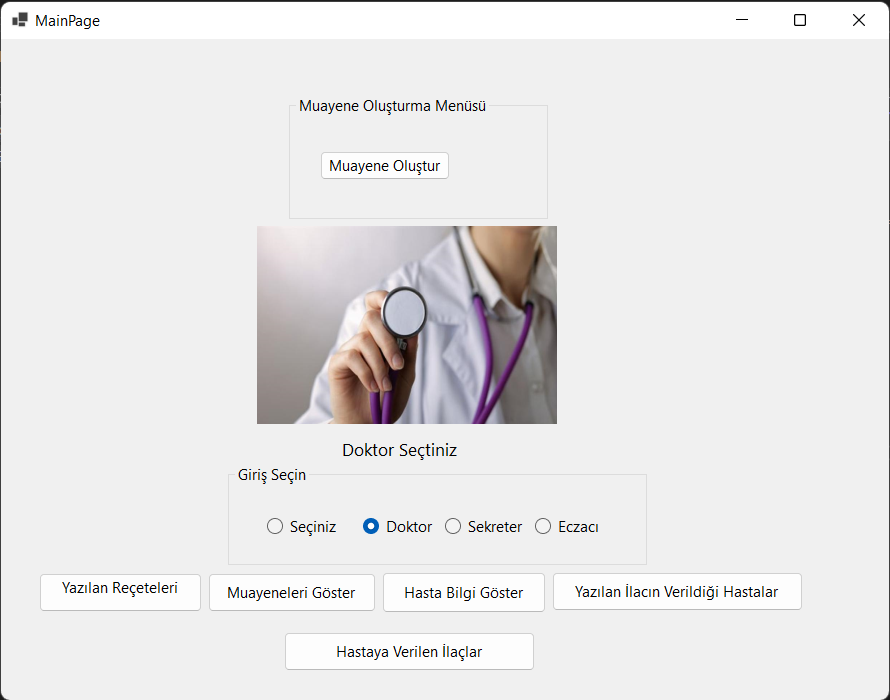 MainPage
Muayene Oluşturma Menüsü
Muayene Oluştur
Doktor Seçtiniz
Giriş Seçin
Seçiniz Doktor Sekreter Eczacı
Yazılan Reçeteleri Muayeneleri Göster Hasta Bilgi Göster Yazılan İlacın Verildiği Hastalar
Hastaya Verilen İlaçlar